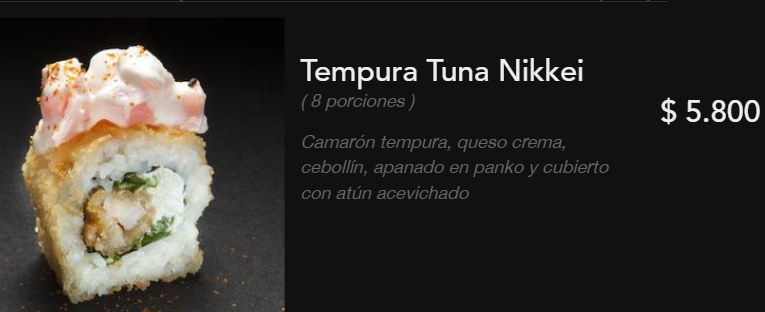 Tempura Tuna Nikkei
( 8 porciones )
$ 5.800
Camarón tempura, queso crema,
cebollín, apanado en panko y cubierto
con atún acevichado